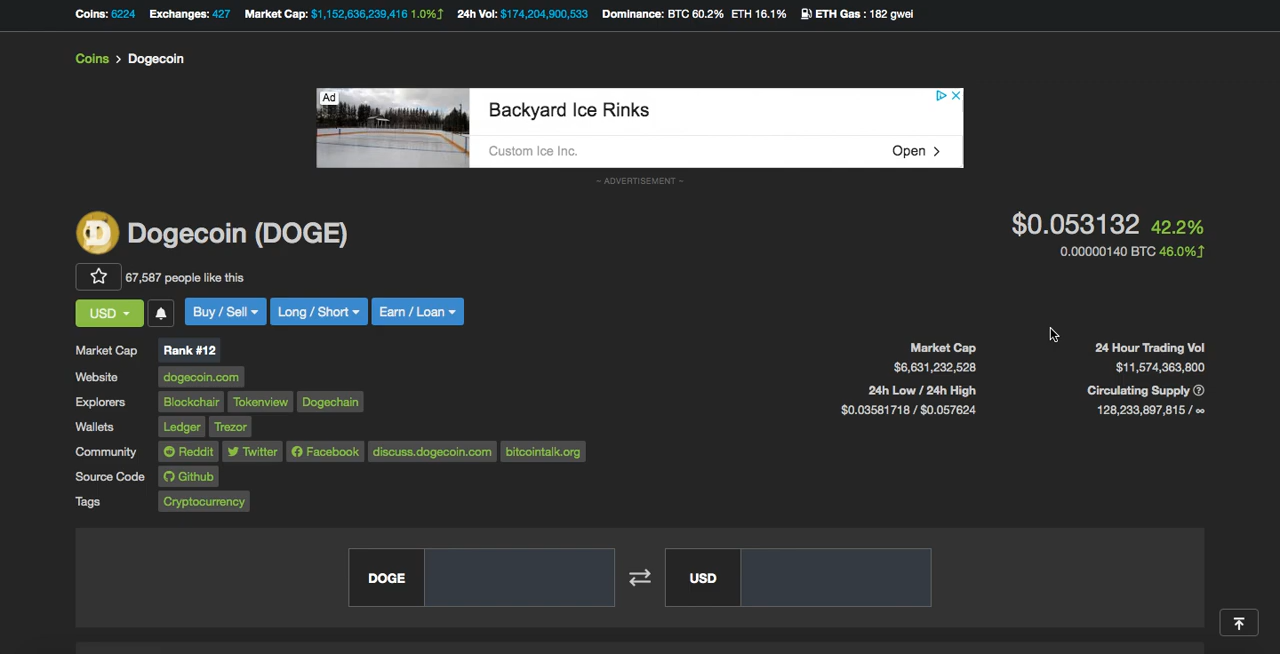 Coins: 6224 Exchanges: 427 Market Cap: $1,152,636,239,416 1.0% 24h Vol: $174,204,900,533 Dominance: BTC 60.2% ETH 16.1% ETH Gas : 182 gwei
Coins > Dogecoin
Ad
Backyard Ice Rinks
Custom Ice Inc.
Open >
~ ADVERTISEMENT ~
Dogecoin (DOGE)
$0.053132 42.2%
0.00000140 BTC 46.0%
67,587 people like this
USD
Buy / Sell
Long / Short
Earn / Loan
Market Cap Rank #12
Website dogecoin.com
Explorers Blockchair Tokenview Dogechain
Wallets Ledger Trezor
Community Reddit Twitter Facebook discuss.dogecoin.com bitcointalk.org
Source Code Github
Tags Cryptocurrency
Market Cap
$6,631,232,528
24 Hour Trading Vol
$11,574,363,800
24h Low / 24h High
$0.03581718 / $0.057624
Circulating Supply ?
128,233,897,815 / ∞
DOGE
USD